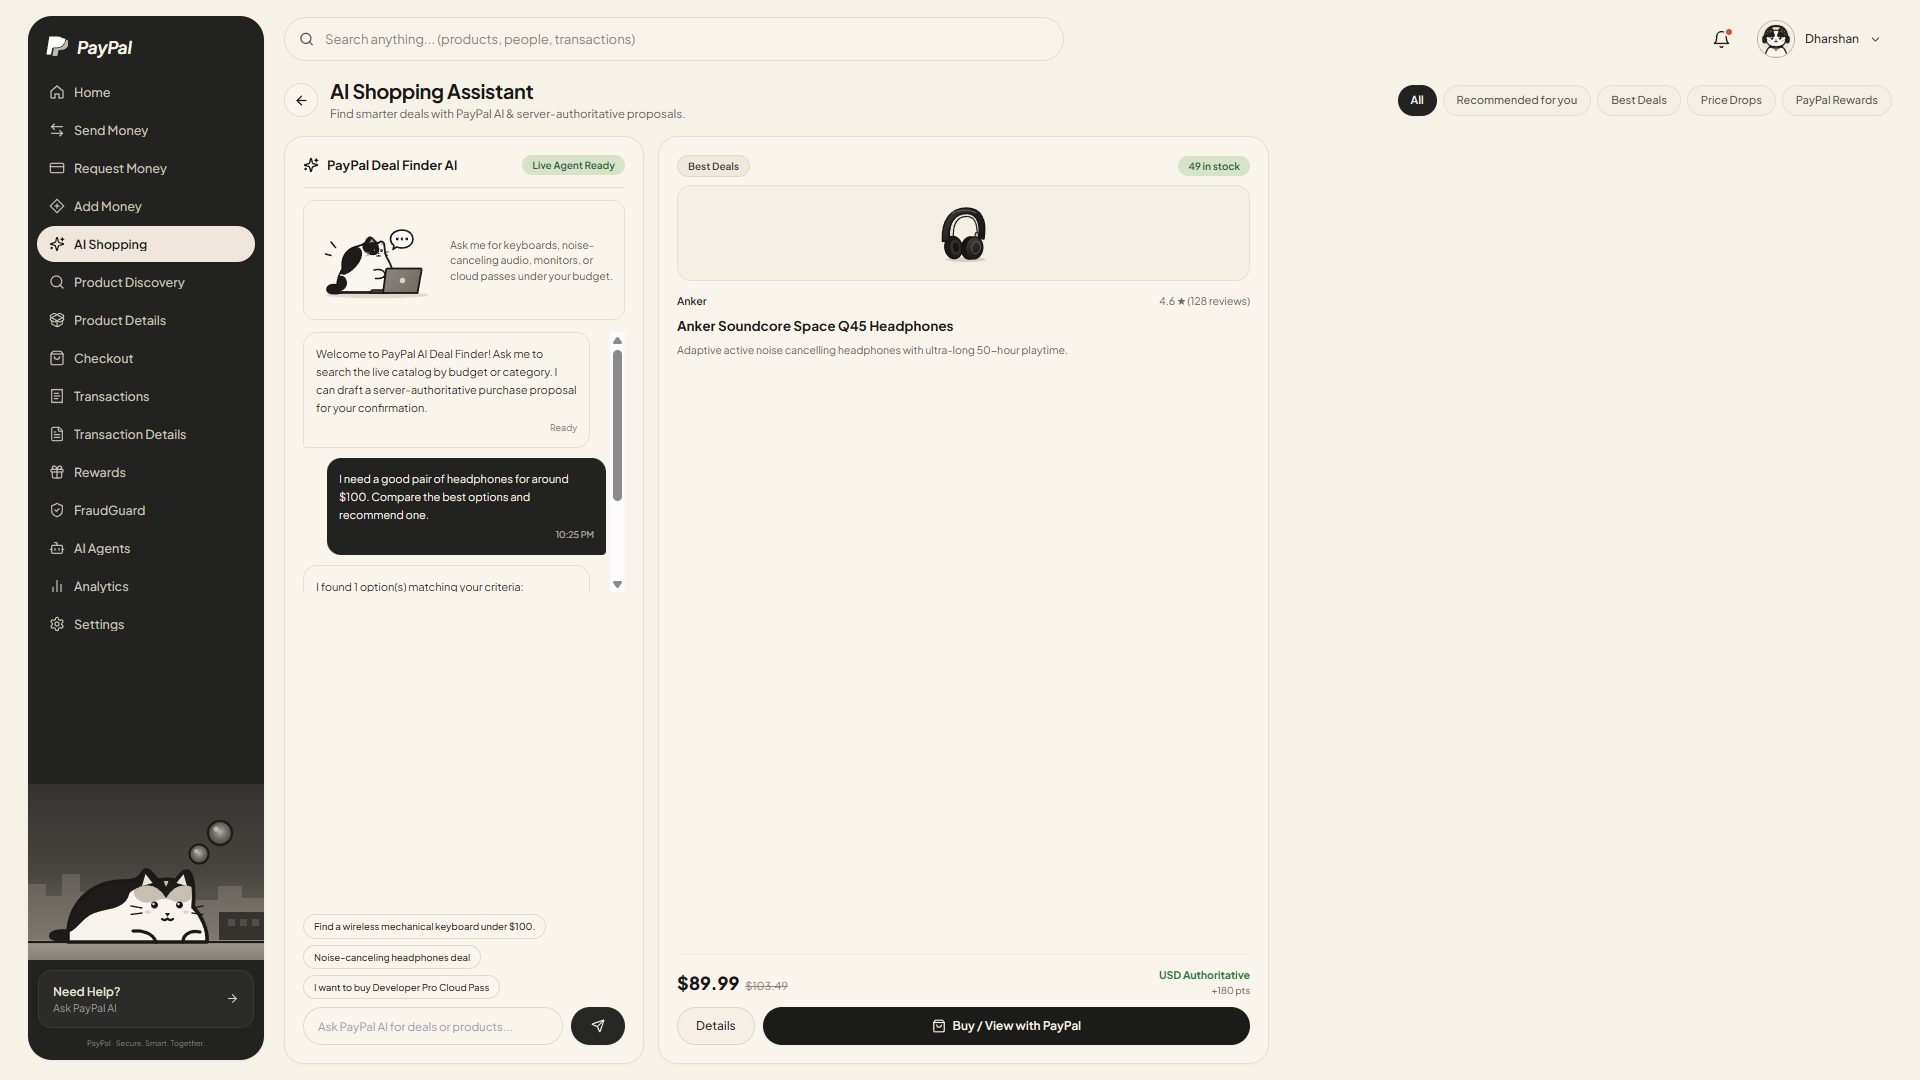 PayPal
Home
Send Money
Request Money
Add Money
AI Shopping
Product Discovery
Product Details
Checkout
Transactions
Transaction Details
Rewards
FraudGuard
AI Agents
Analytics
Settings
Need Help?
Ask PayPal AI
PayPal · Secure. Smart. Together.
Search anything... (products, people, transactions)
Dharshan
AI Shopping Assistant
Find smarter deals with PayPal AI & server-authoritative proposals.
All
Recommended for you
Best Deals
Price Drops
PayPal Rewards
PayPal Deal Finder AI
Live Agent Ready
Ask me for keyboards, noise-
canceling audio, monitors, or
cloud passes under your budget.
Welcome to PayPal AI Deal Finder! Ask me to
search the live catalog by budget or category. I
can draft a server-authoritative purchase proposal
for your confirmation.
Ready
I need a good pair of headphones for around
$100. Compare the best options and
recommend one.
10:25 PM
I found 1 option(s) matching your criteria:
Find a wireless mechanical keyboard under $100.
Noise-canceling headphones deal
I want to buy Developer Pro Cloud Pass
Ask PayPal AI for deals or products...
Best Deals
49 in stock
Anker
4.6 ★ (128 reviews)
Anker Soundcore Space Q45 Headphones
Adaptive active noise cancelling headphones with ultra-long 50-hour playtime.
$89.99 $103.49
USD Authoritative
+180 pts
Details
Buy / View with PayPal